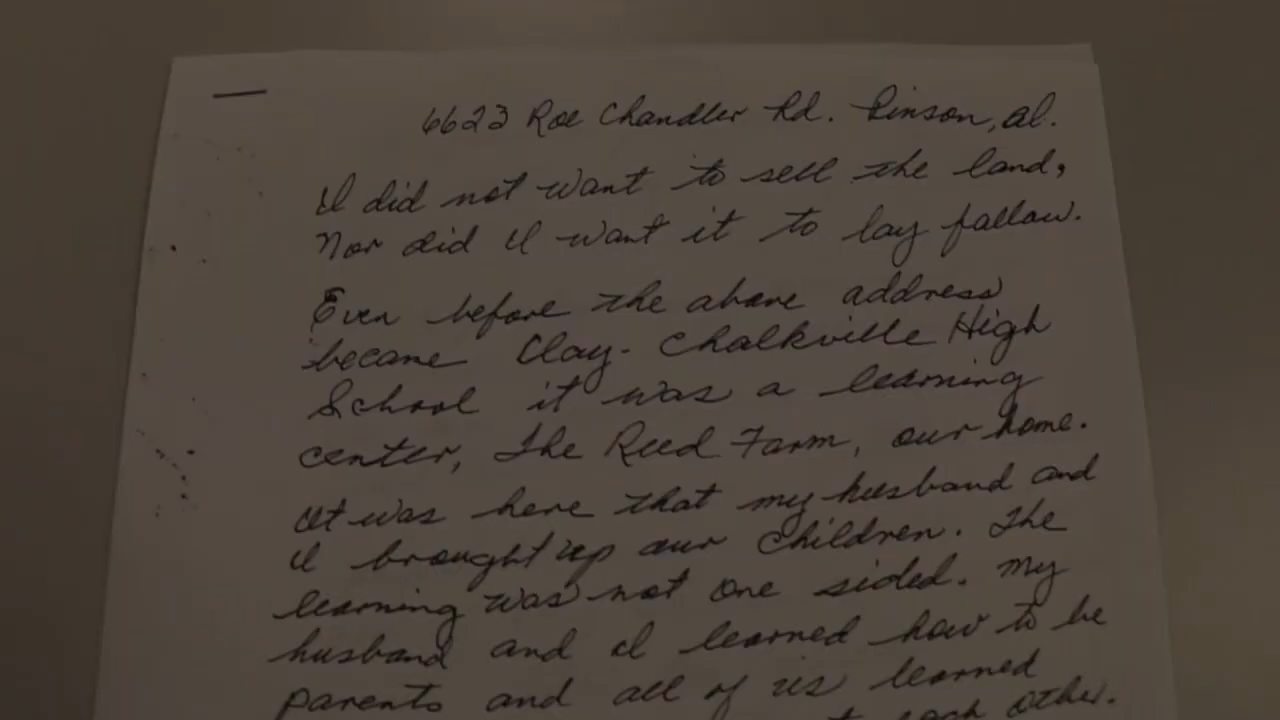 6623 Roe Chandler Rd. Pinson, Al.
I did not want to sell the land,
Nor did I want it to lay fallow.
Even before the above address
became Clay-Chalkville High
School it was a learning
center, The Reed Farm, our home.
It was here that my husband and
I brought up our children. The
learning was not one sided. My
husband and I learned how to be
parents and all of us learned
each other.